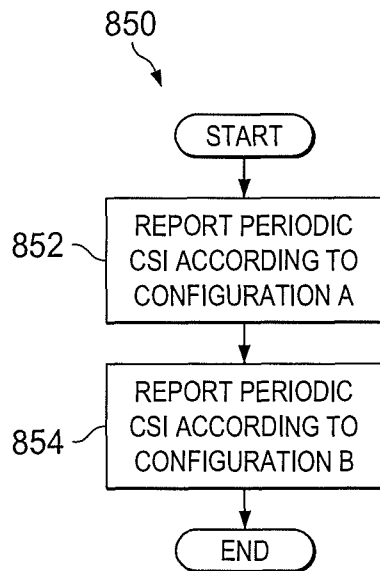 850
START
852
REPORT PERIODIC
CSI ACCORDING TO
CONFIGURATION A
854
REPORT PERIODIC
CSI ACCORDING TO
CONFIGURATION B
END